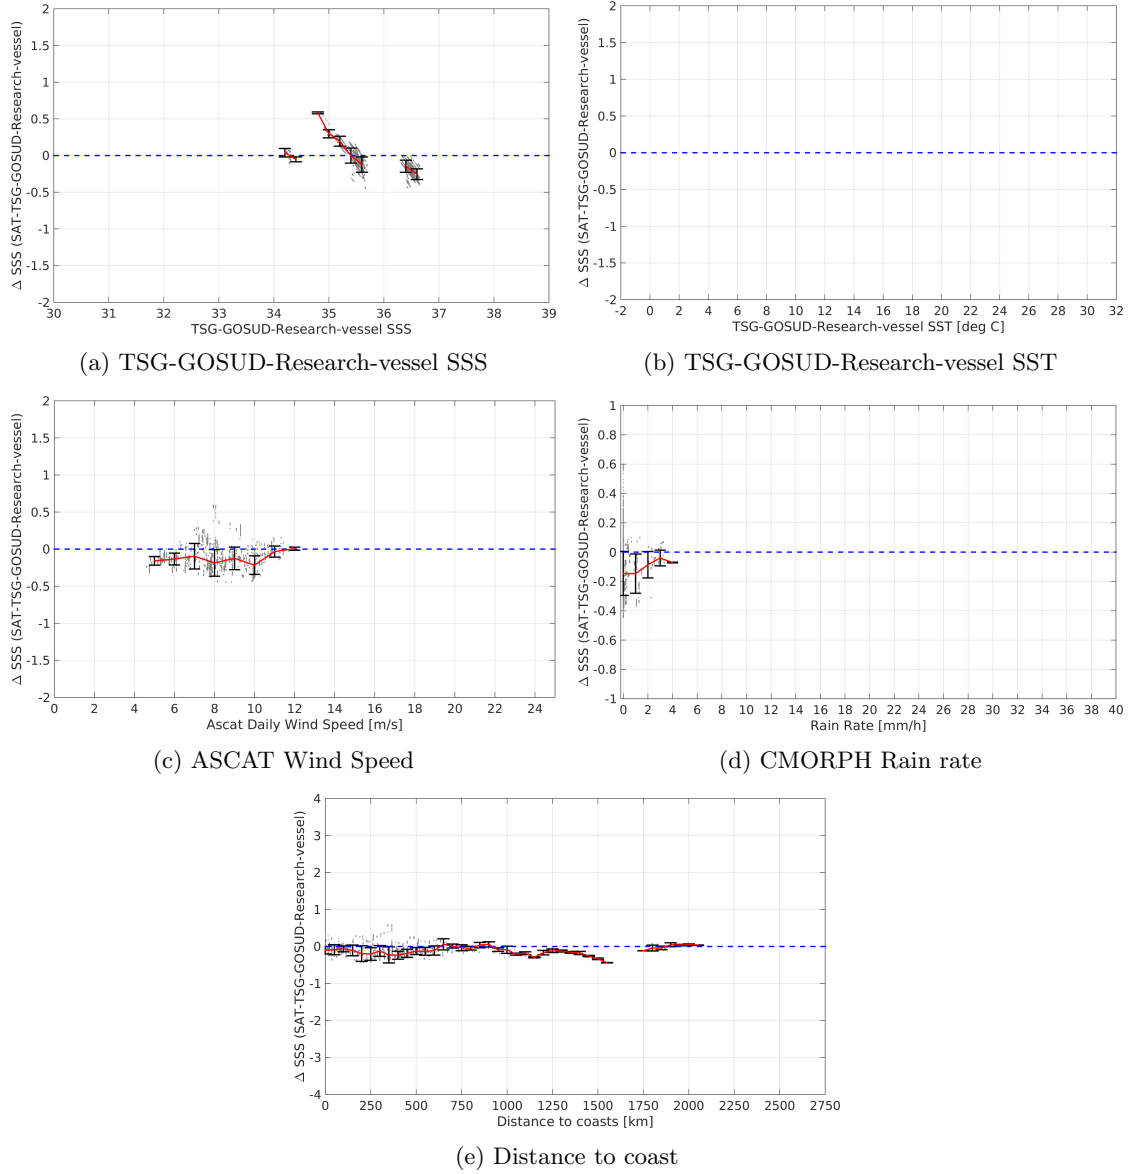 Δ SSS (SAT-TSG-GOSUD-Research-vessel)
2
1.5
1
0.5
0
-0.5
-1
-1.5
-2
30 31 32 33 34 35 36 37 38 39
TSG-GOSUD-Research-vessel SSS
(a) TSG-GOSUD-Research-vessel SSS
Δ SSS (SAT-TSG-GOSUD-Research-vessel)
2
1.5
1
0.5
0
-0.5
-1
-1.5
-2
-2 0 2 4 6 8 10 12 14 16 18 20 22 24 26 28 30 32
TSG-GOSUD-Research-vessel SST [deg C]
(b) TSG-GOSUD-Research-vessel SST
Δ SSS (SAT-TSG-GOSUD-Research-vessel)
2
1.5
1
0.5
0
-0.5
-1
-1.5
-2
0 2 4 6 8 10 12 14 16 18 20 22 24
Ascat Daily Wind Speed [m/s]
(c) ASCAT Wind Speed
Δ SSS (SAT-TSG-GOSUD-Research-vessel)
1
0.8
0.6
0.4
0.2
0
-0.2
-0.4
-0.6
-0.8
-1
0 2 4 6 8 10 12 14 16 18 20 22 24 26 28 30 32 34 36 38 40
Rain Rate [mm/h]
(d) CMORPH Rain rate
Δ SSS (SAT-TSG-GOSUD-Research-vessel)
4
3
2
1
0
-1
-2
-3
-4
0 250 500 750 1000 1250 1500 1750 2000 2250 2500 2750
Distance to coasts [km]
(e) Distance to coast